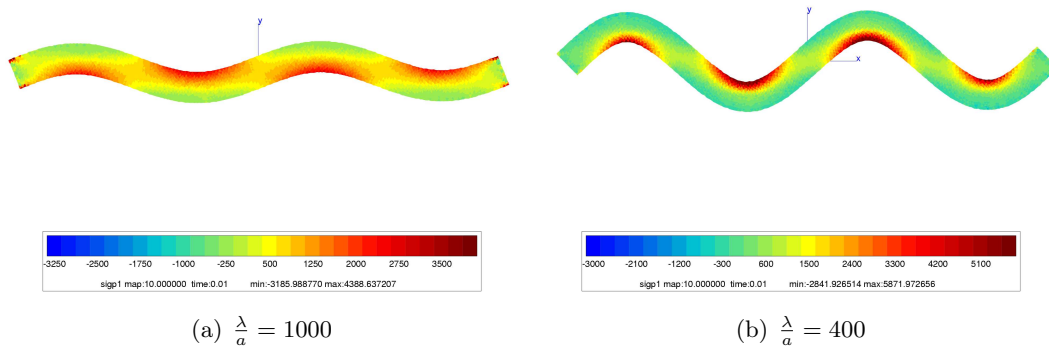 y
y
x
-3250 -2500 -1750 -1000 -250 500 1250 2000 2750 3500
sigp1 map:10.000000 time:0.01 min:-3185.988770 max:4388.637207
-3000 -2100 -1200 -300 600 1500 2400 3300 4200 5100
sigp1 map:10.000000 time:0.01 min:-2841.926514 max:5871.972656
(a) λ/a = 1000
(b) λ/a = 400